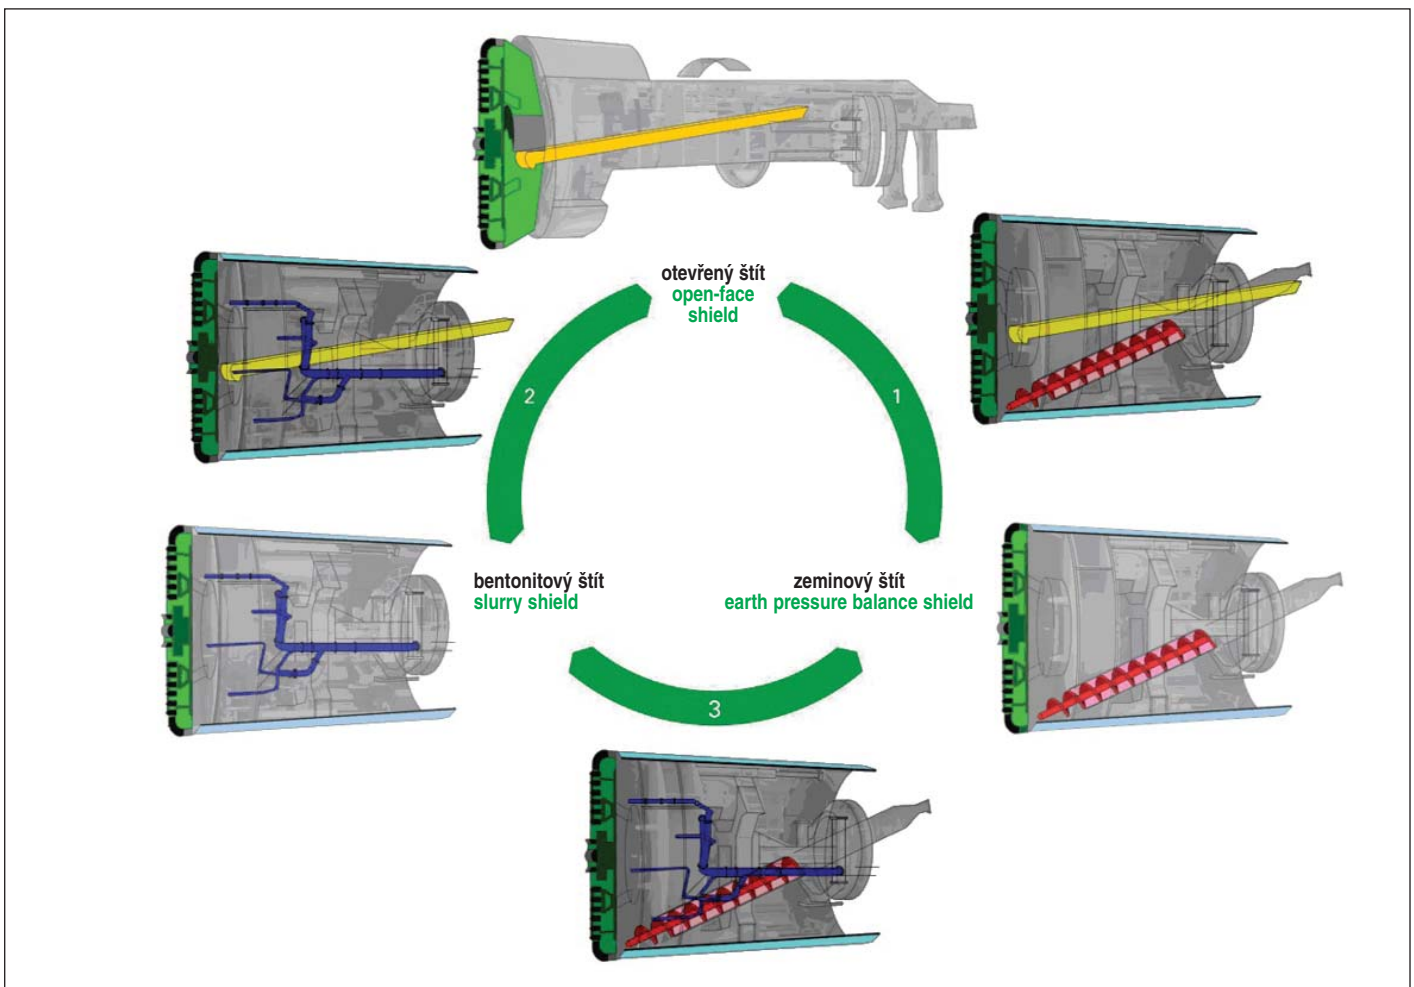 otevřený štít
open-face
shield
2
1
bentonitový štít
slurry shield
zeminový štít
earth pressure balance shield
3